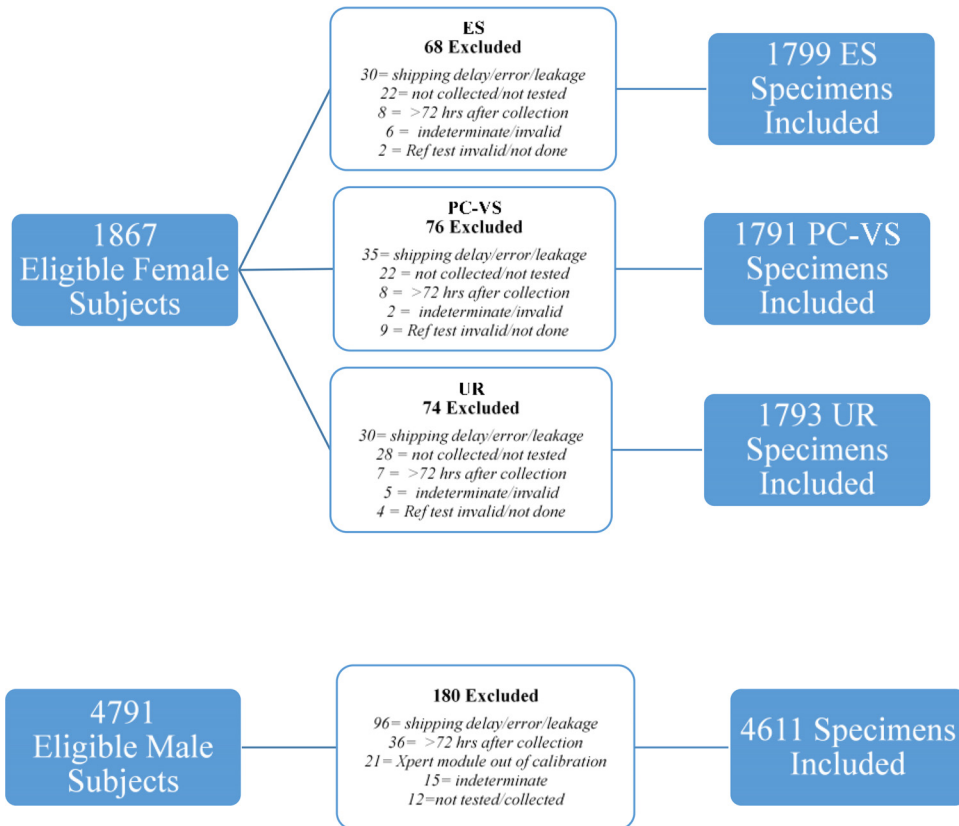 1867
Eligible Female
Subjects
ES
68 Excluded
30= shipping delay/error/leakage
22= not collected/not tested
8 = >72 hrs after collection
6 = indeterminate/invalid
2 = Ref test invalid/not done
1799 ES
Specimens
Included
PC-VS
76 Excluded
35= shipping delay/error/leakage
22 = not collected/not tested
8 = >72 hrs after collection
2 = indeterminate/invalid
9 = Ref test invalid/not done
1791 PC-VS
Specimens
Included
UR
74 Excluded
30= shipping delay/error/leakage
28 = not collected/not tested
7 = >72 hrs after collection
5 = indeterminate/invalid
4 = Ref test invalid/not done
1793 UR
Specimens
Included
4791
Eligible Male
Subjects
180 Excluded
96= shipping delay/error/leakage
36= >72 hrs after collection
21= Xpert module out of calibration
15= indeterminate
12=not tested/collected
4611 Specimens
Included